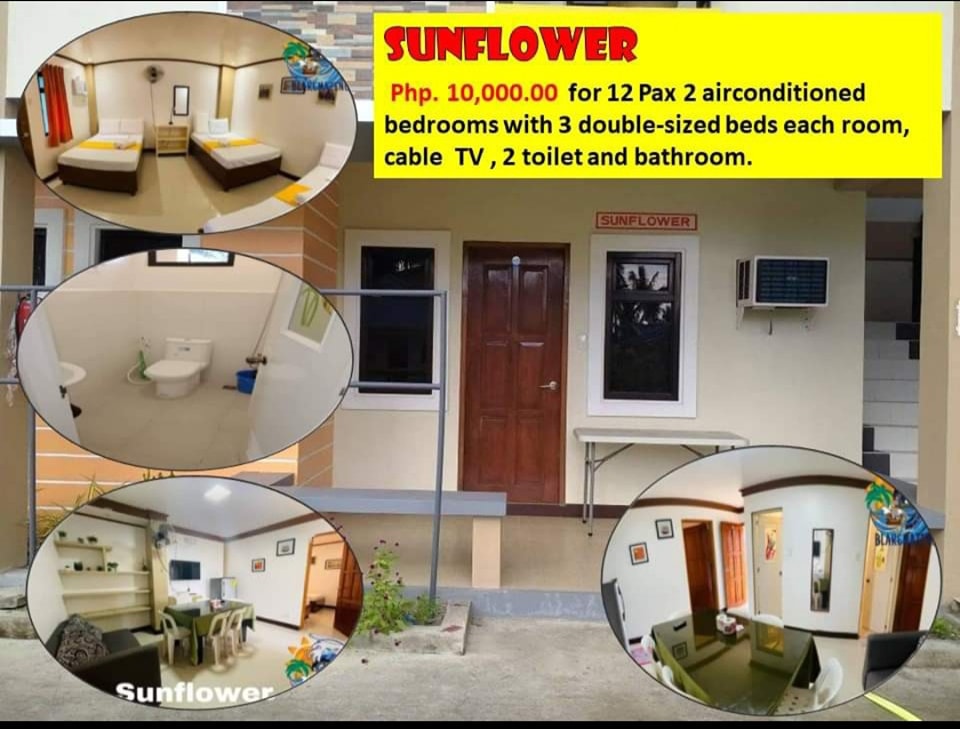 SUNFLOWER
Php. 10,000.00 for 12 Pax 2 airconditioned
bedrooms with 3 double-sized beds each room,
cable TV , 2 toilet and bathroom.
SUNFLOWER
Sunflower